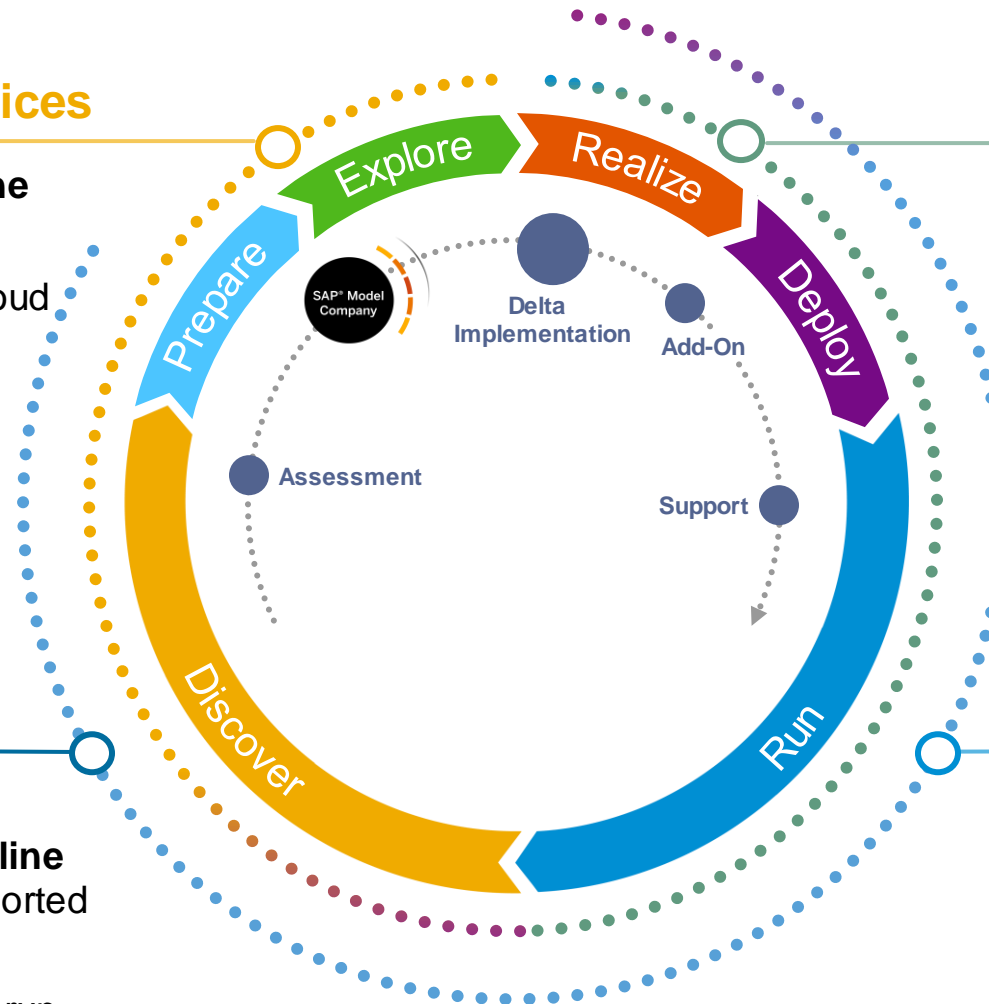 ices
ne
oud
Explore
Realize
Prepare
Deploy
SAP® Model
Company
Delta
Implementation
Add-On
Assessment
Support
Discover
Run
line
orted